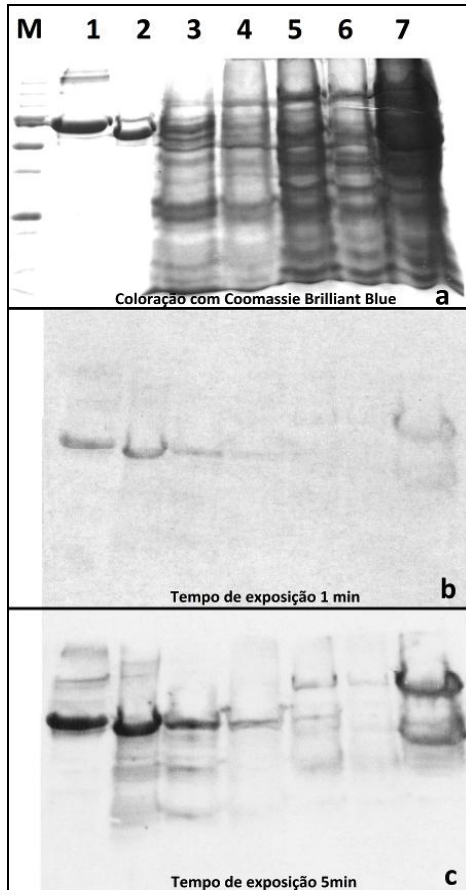 M 1 2 3 4 5 6 7
Coloração com Coomassie Brilliant Blue
a
Tempo de exposição 1 min
b
Tempo de exposição 5min
c